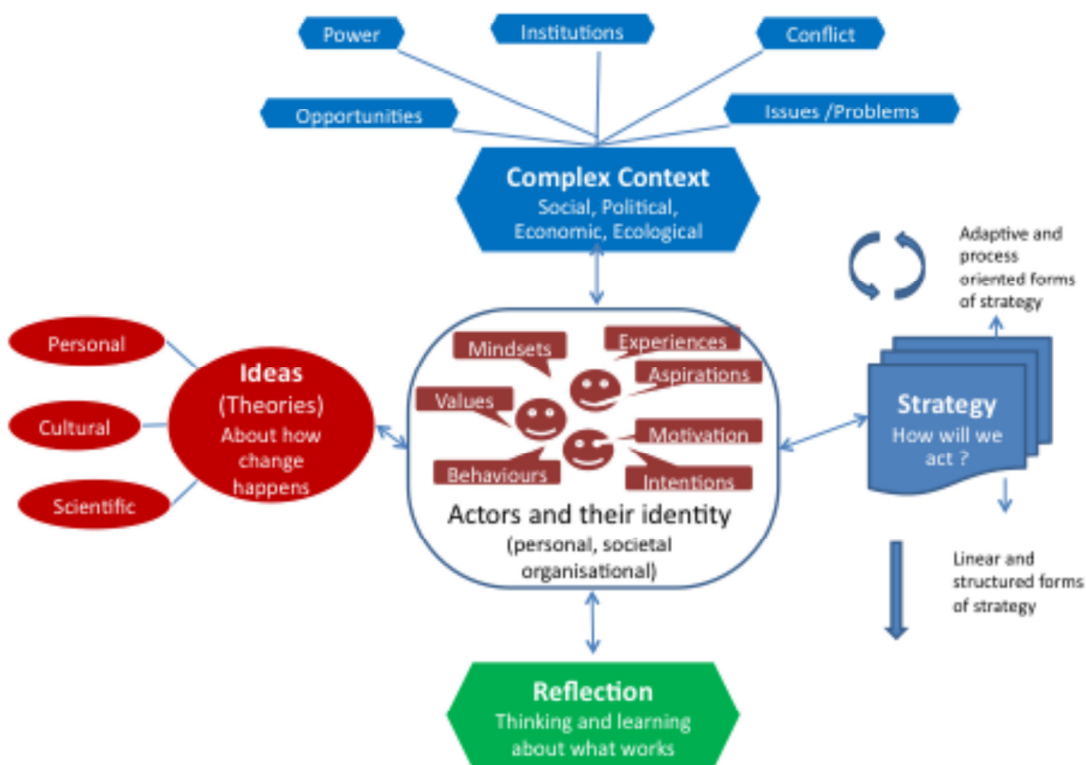 Power
Institutions
Conflict
Opportunities
Issues /Problems
Complex Context
Social, Political,
Economic, Ecological
Adaptive and
process
oriented forms
of strategy
Personal
Cultural
Scientific
Ideas
(Theories)
About how
change
happens
Mindsets
Experiences
Aspirations
Values
Motivation
Behaviours
Intentions
Actors and their identity
(personal, societal
organisational)
Strategy
How will we
act ?
Linear and
structured forms
of strategy
Reflection
Thinking and learning
about what works